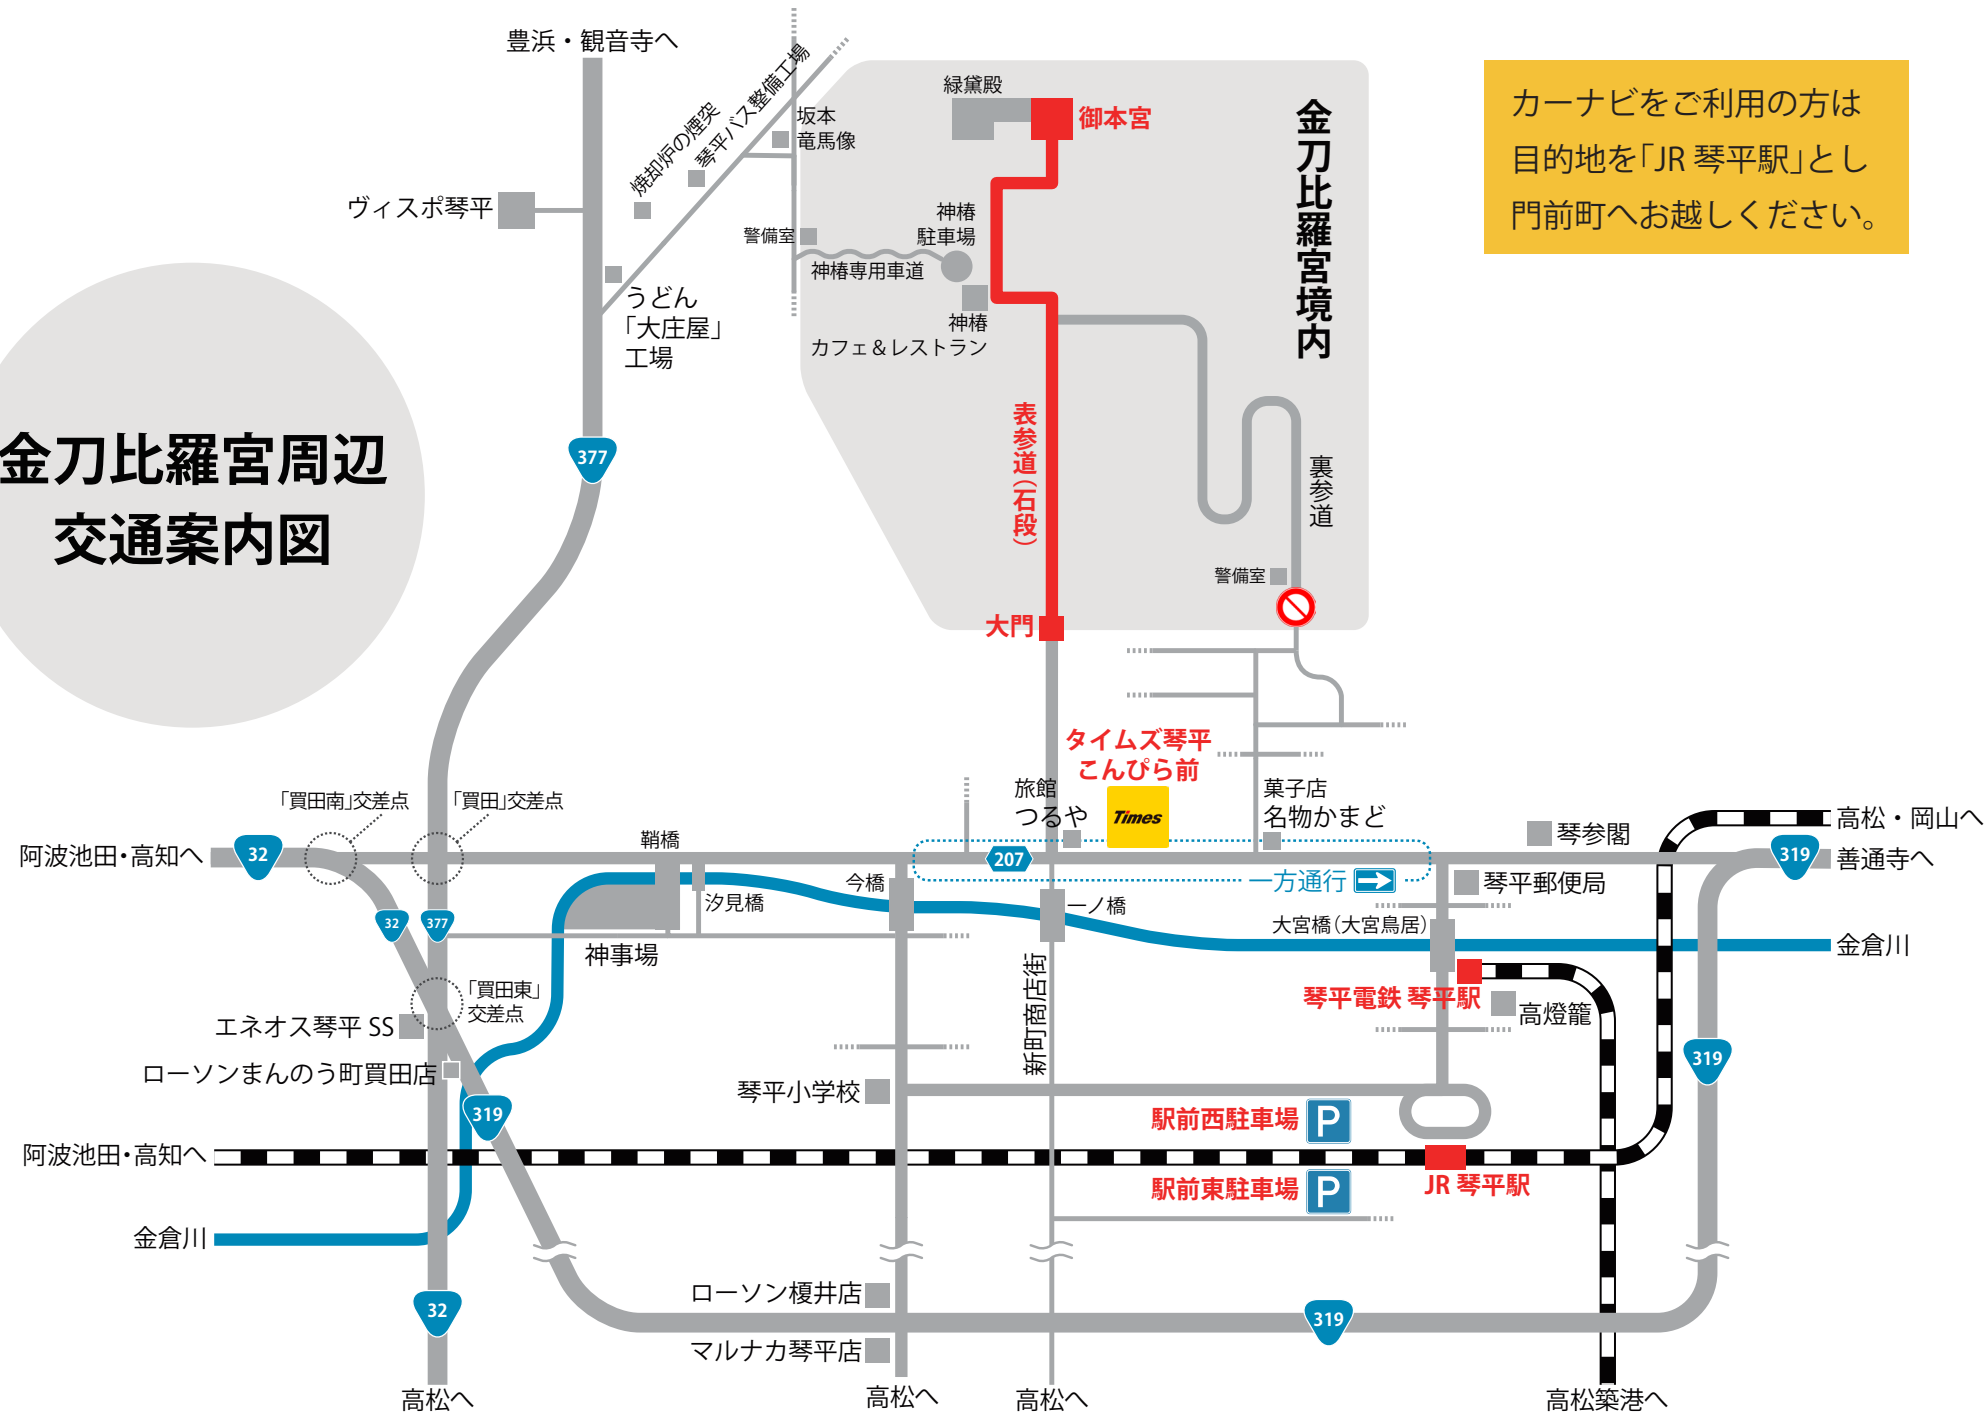 豊浜・観音寺へ
焼却炉の煙突
琴平バス整備工場
坂本
竜馬像
緑黛殿
御本宮
金刀比羅宮境内
カーナビをご利用の方は
目的地を「JR 琴平駅」とし
門前町へお越しください。
ヴィスポ琴平
警備室
神椿
駐車場
神椿専用車道
うどん
「大庄屋」
工場
神椿
カフェ＆レストラン
金刀比羅宮周辺
交通案内図
377
表参道（石段）
裏参道
警備室
大門
タイムズ琴平
こんぴら前
Times
旅館
つるや
菓子店
名物かまど
「買田南」交差点
「買田」交差点
鞘橋
琴参閣
高松・岡山へ
阿波池田・高知へ
32
207
319
善通寺へ
一方通行
今橋
汐見橋
一ノ橋
琴平郵便局
大宮橋（大宮鳥居）
32
377
神事場
金倉川
「買田東」
交差点
新町商店街
琴平電鉄 琴平駅
高燈籠
エネオス琴平 SS
ローソンまんのう町買田店
319
319
琴平小学校
駅前西駐車場
P
阿波池田・高知へ
駅前東駐車場
P
JR 琴平駅
金倉川
32
ローソン榎井店
319
マルナカ琴平店
高松へ
高松へ
高松へ
高松築港へ